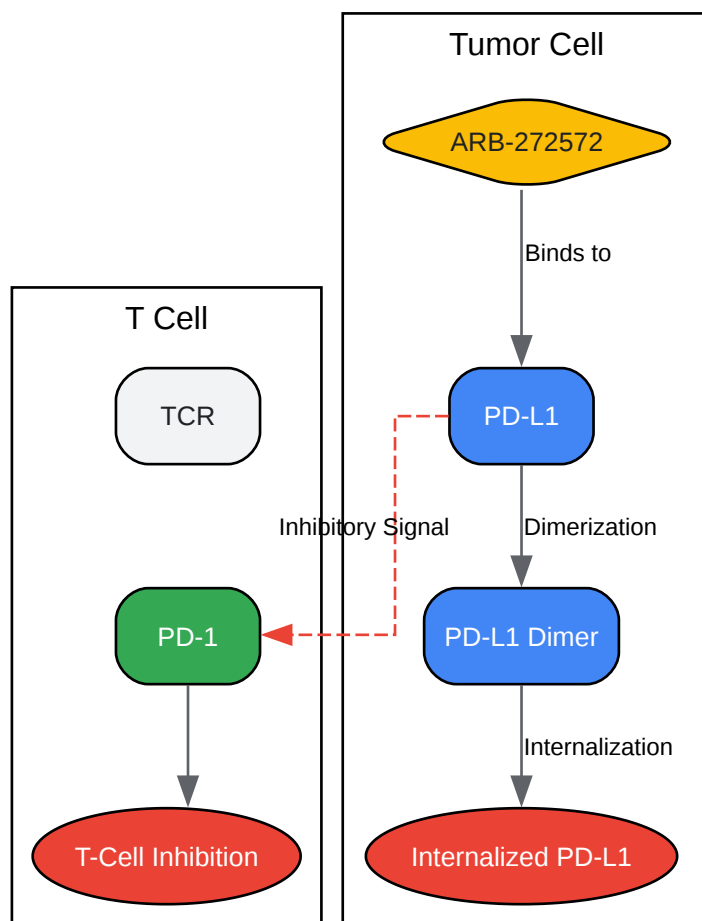 Tumor Cell
ARB-272572
Binds to
T Cell
TCR
PD-L1
Inhibitory Signal
Dimerization
PD-1
PD-L1 Dimer
Internalization
T-Cell Inhibition
Internalized PD-L1